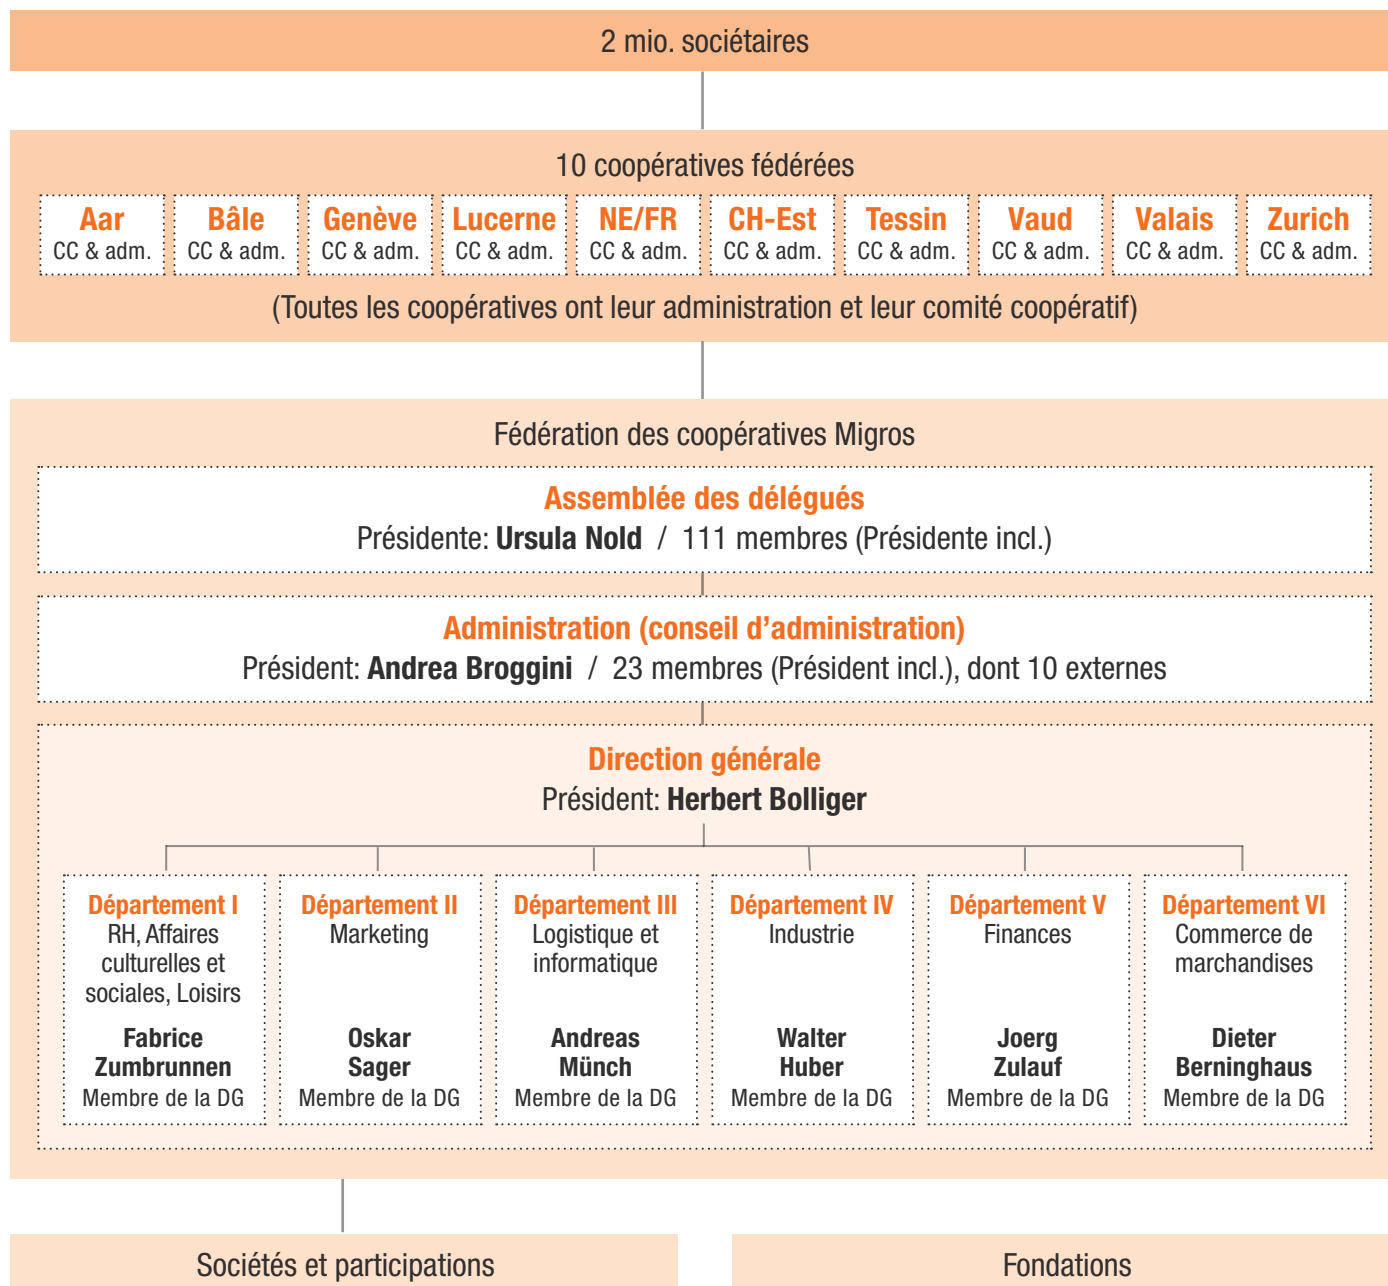 2 mio. sociétaires
10 coopératives fédérées
Aar
CC & adm.
Bâle
CC & adm.
Genève
CC & adm.
Lucerne
CC & adm.
NE/FR
CC & adm.
CH-Est
CC & adm.
Tessin
CC & adm.
Vaud
CC & adm.
Valais
CC & adm.
Zurich
CC & adm.
(Toutes les coopératives ont leur administration et leur comité coopératif)
Fédération des coopératives Migros
Assemblée des délégués
Présidente: Ursula Nold / 111 membres (Présidente incl.)
Administration (conseil d’administration)
Président: Andrea Broggini / 23 membres (Président incl.), dont 10 externes
Direction générale
Président: Herbert Bolliger
Département I
RH, Affaires
culturelles et
sociales, Loisirs
Fabrice
Zumbrunnen
Membre de la DG
Département II
Marketing
Oskar
Sager
Membre de la DG
Département III
Logistique et
informatique
Andreas
Münch
Membre de la DG
Département IV
Industrie
Walter
Huber
Membre de la DG
Département V
Finances
Joerg
Zulauf
Membre de la DG
Département VI
Commerce de
marchandises
Dieter
Berninghaus
Membre de la DG
Sociétés et participations
Fondations